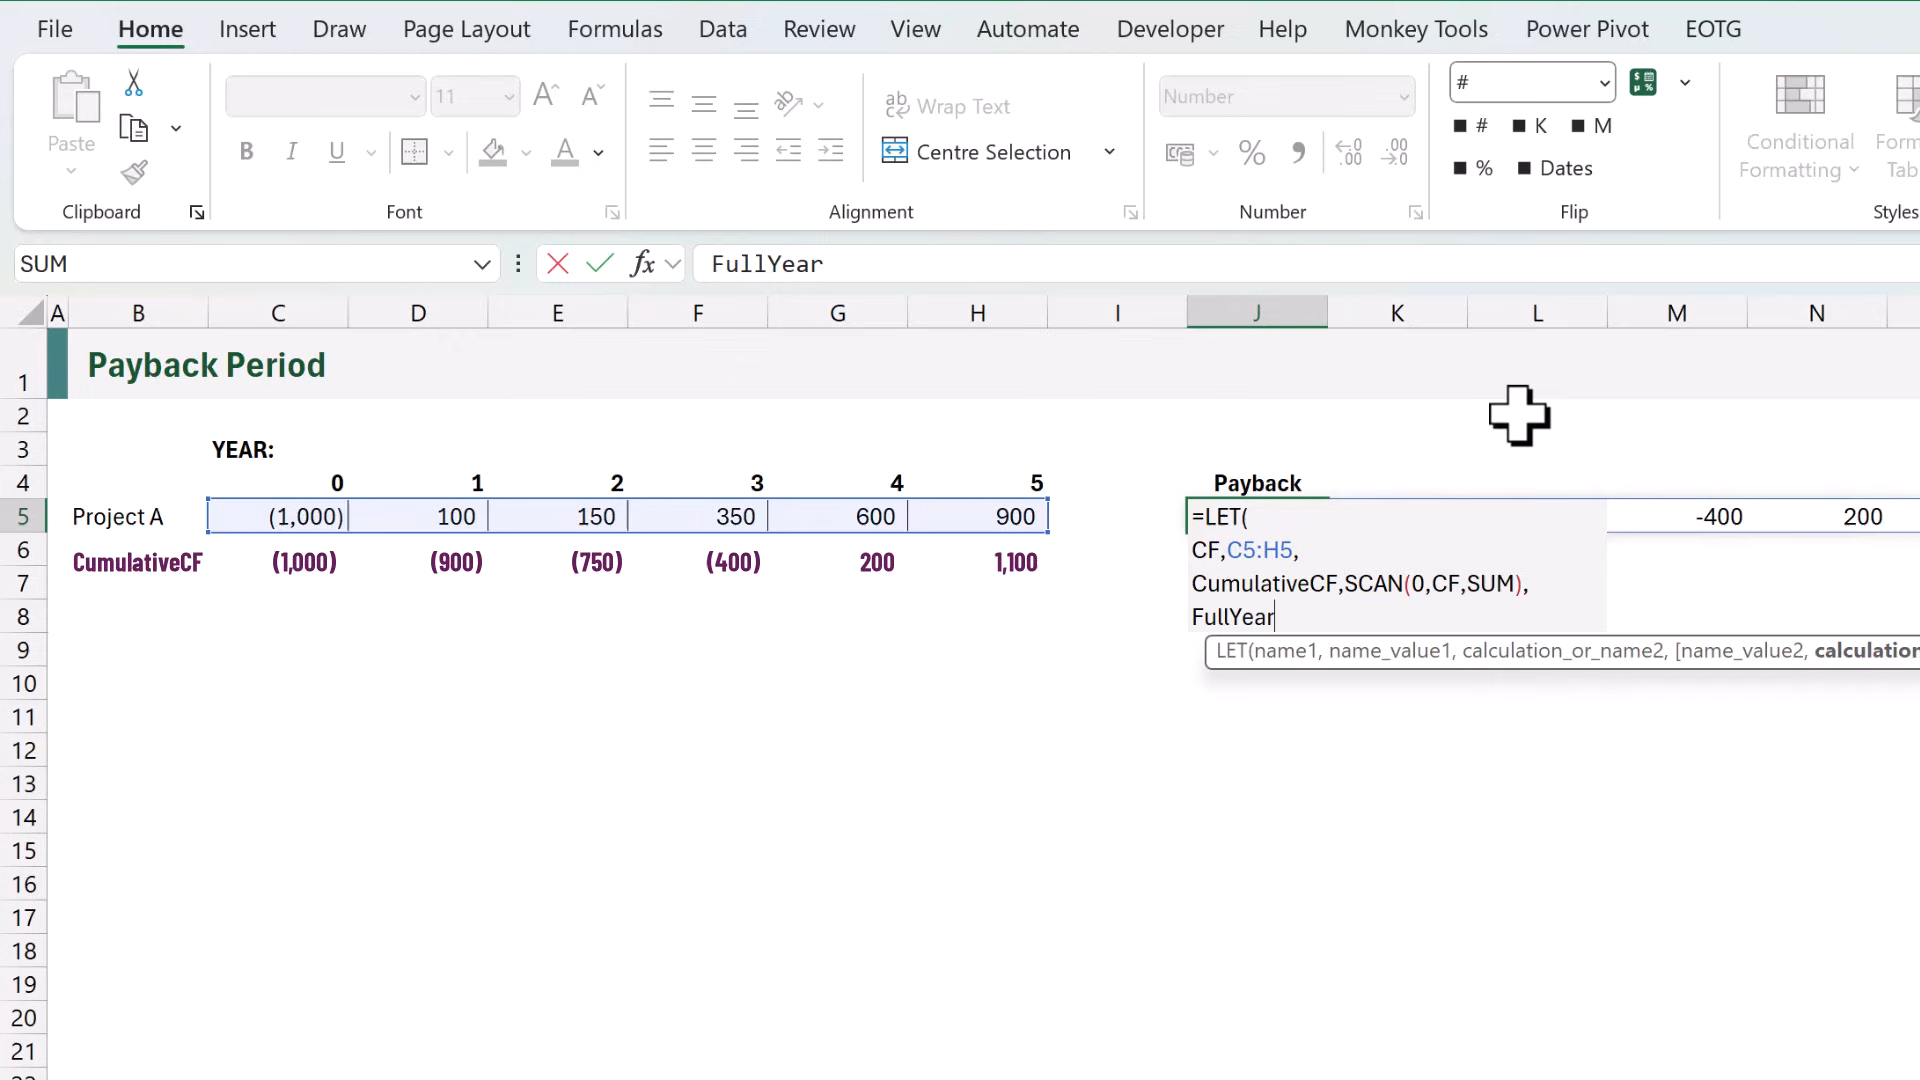 File Home Insert Draw Page Layout Formulas Data Review View Automate Developer Help Monkey Tools Power Pivot EOTG
Paste
11
B I U
ab Wrap Text
Centre Selection
Number
%
#
# K M
% Dates
Conditional
Formatting
Clipboard Font Alignment Number Flip Styles
SUM fx FullYear
A B C D E F G H I J K L M N
1 Payback Period
2
3 YEAR:
4 0 1 2 3 4 5 Payback
5 Project A (1,000) 100 150 350 600 900 =LET( -400 200
6 CumulativeCF (1,000) (900) (750) (400) 200 1,100 CF,C5:H5,
7 CumulativeCF,SCAN(0,CF,SUM),
8 FullYear
9 LET(name1, name_value1, calculation_or_name2, [name_value2, calculation
10
11
12
13
14
15
16
17
18
19
20
21